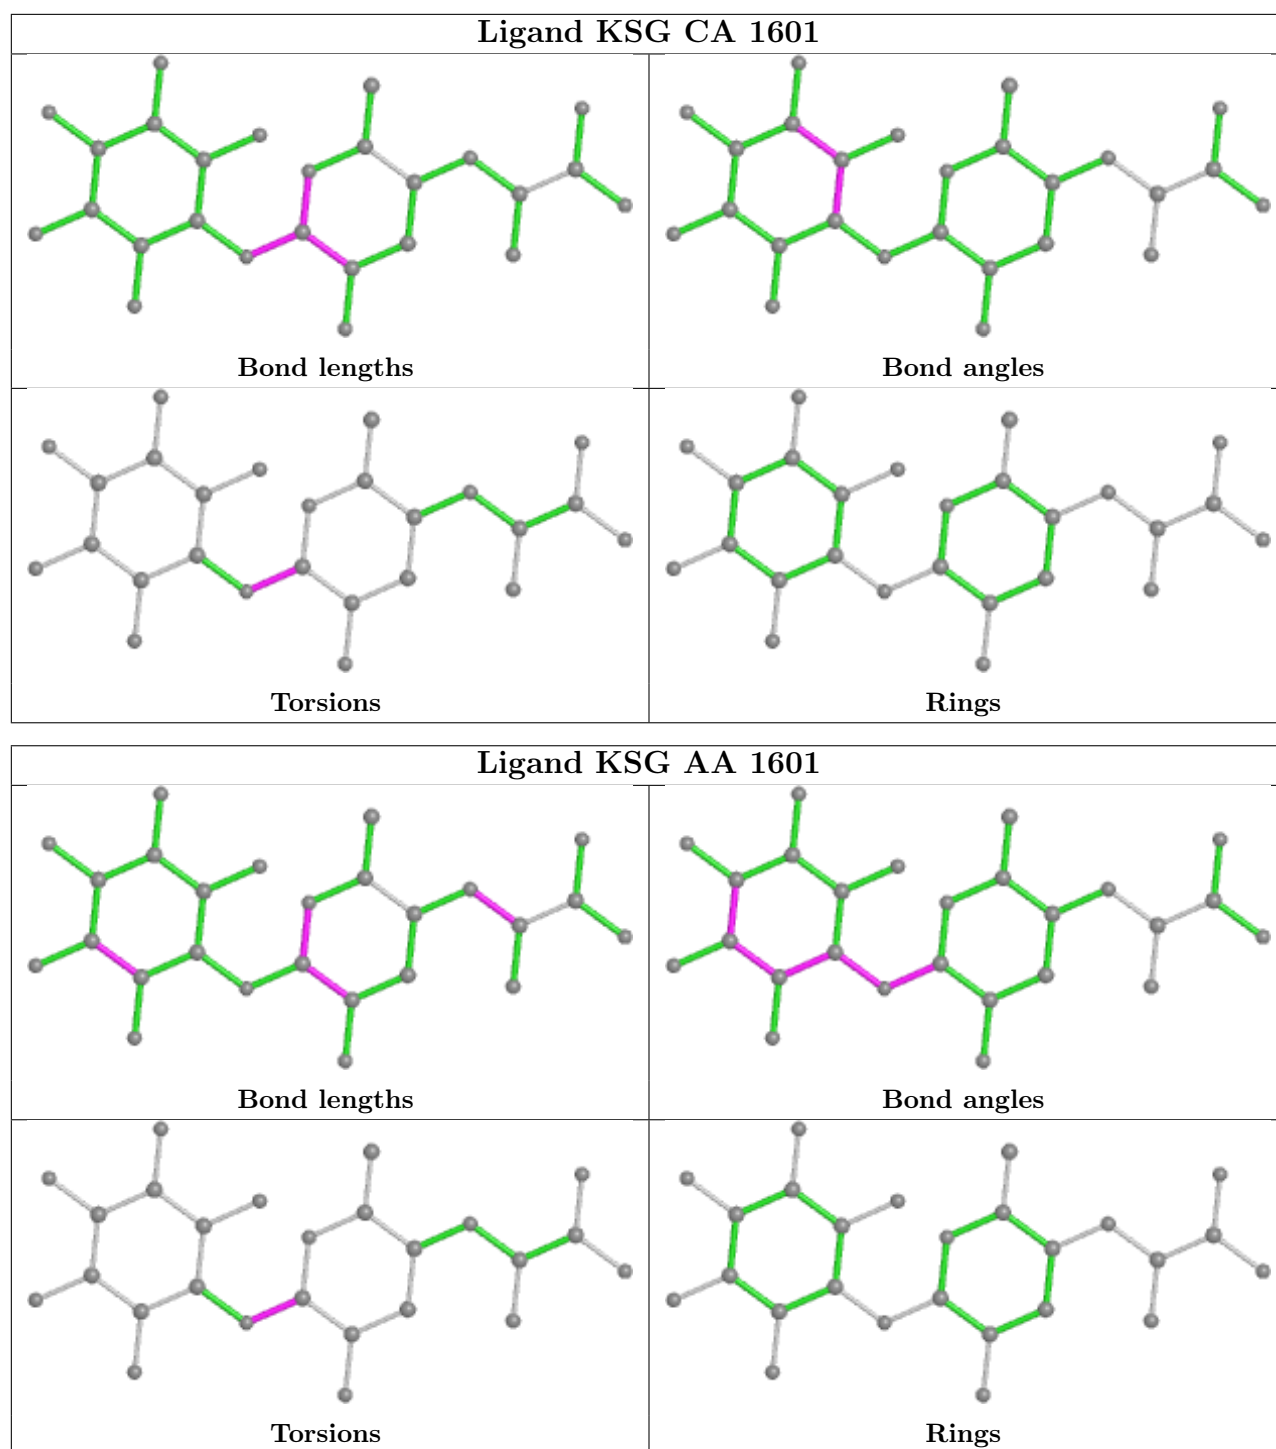 Ligand KSG CA 1601
Bond lengths
Bond angles
Torsions
Rings
Ligand KSG AA 1601
Bond lengths
Bond angles
Torsions
Rings